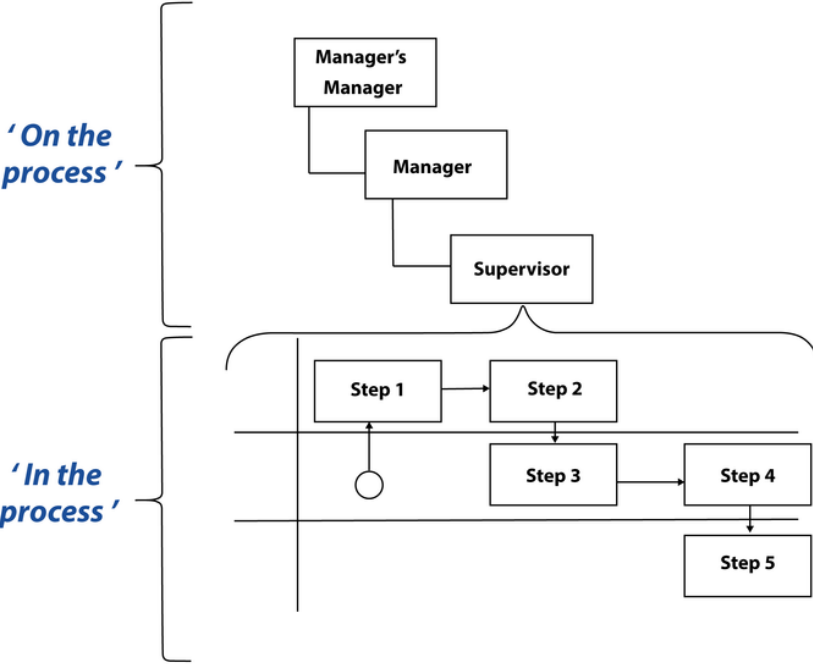 Manager's
Manager
‘ On the
process ’
Manager
Supervisor
Step 1
Step 2
‘ In the
process ’
Step 3
Step 4
Step 5